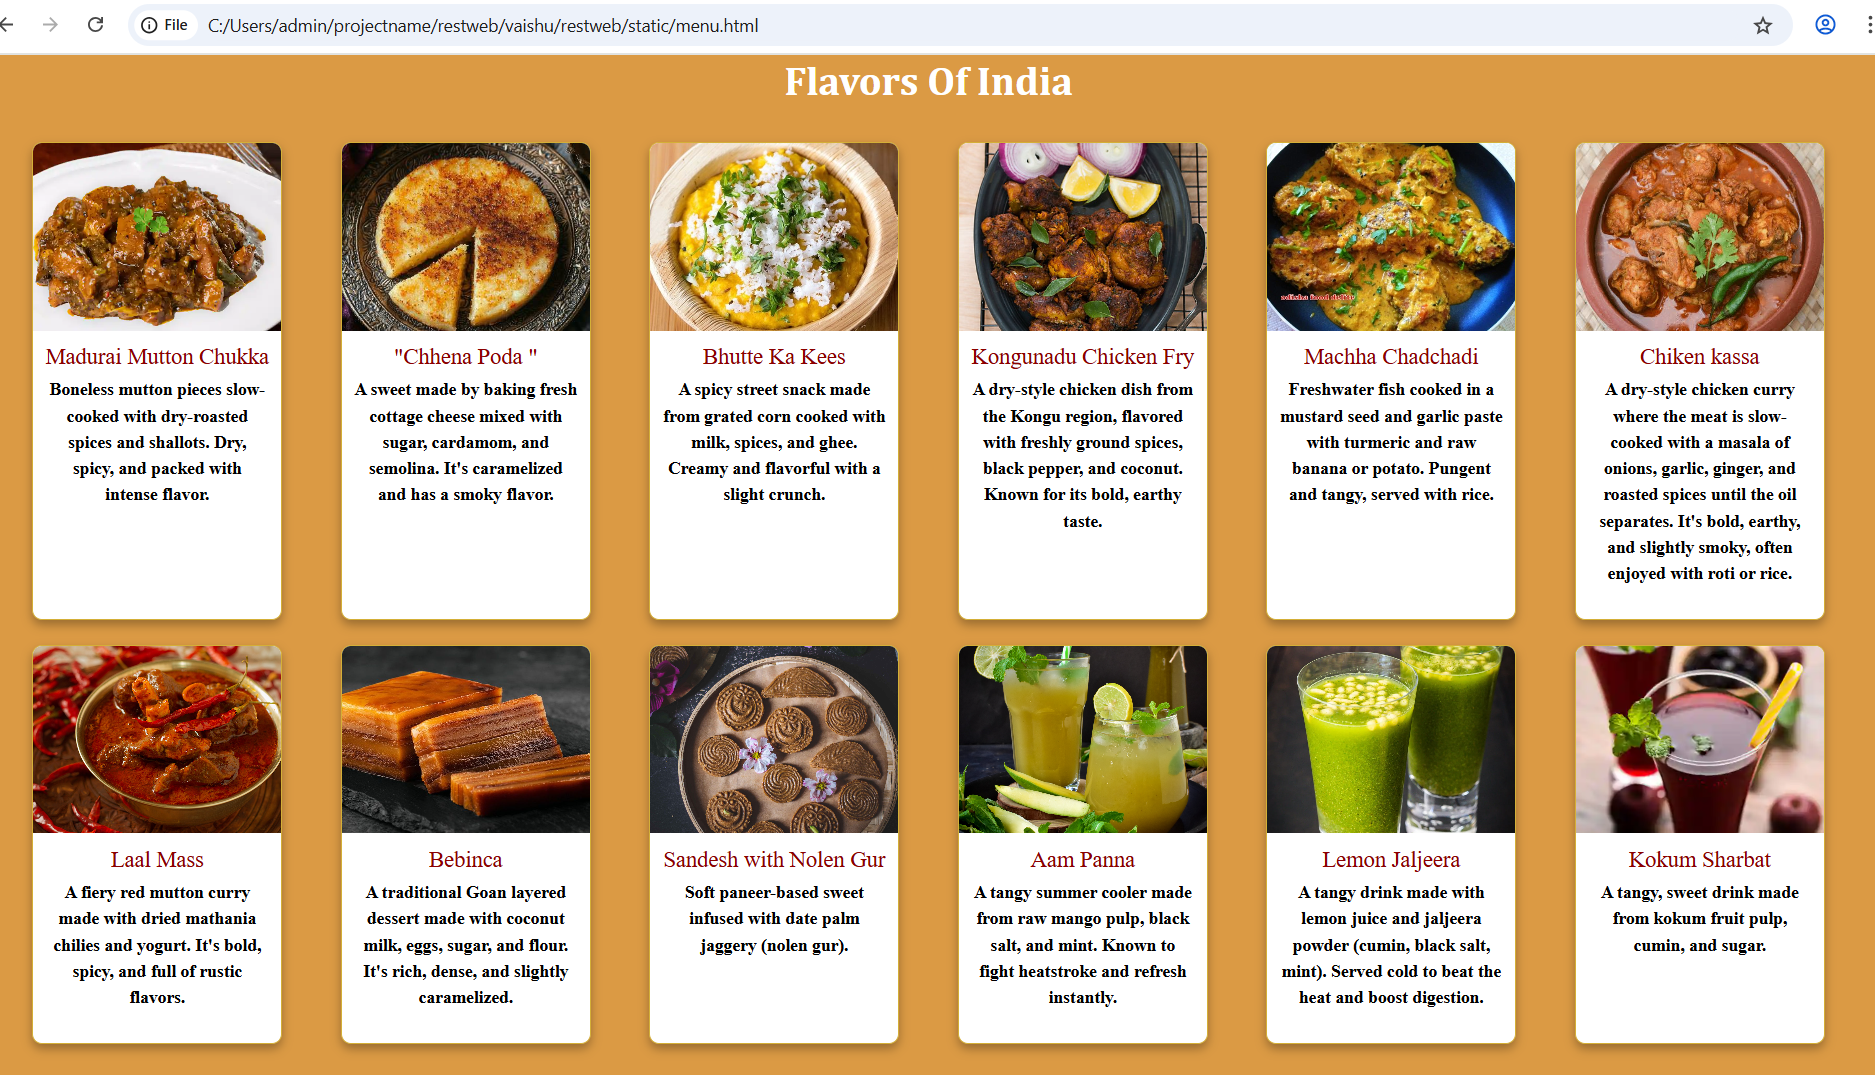 File C:/Users/admin/projectname/restweb/vaishu/restweb/static/menu.html
Flavors Of India
odisha food desire
Madurai Mutton Chukka
Boneless mutton pieces slow-
cooked with dry-roasted
spices and shallots. Dry,
spicy, and packed with
intense flavor.
"Chhena Poda "
A sweet made by baking fresh
cottage cheese mixed with
sugar, cardamom, and
semolina. It's caramelized
and has a smoky flavor.
Bhutte Ka Kees
A spicy street snack made
from grated corn cooked with
milk, spices, and ghee.
Creamy and flavorful with a
slight crunch.
Kongunadu Chicken Fry
A dry-style chicken dish from
the Kongu region, flavored
with freshly ground spices,
black pepper, and coconut.
Known for its bold, earthy
taste.
Machha Chadchadi
Freshwater fish cooked in a
mustard seed and garlic paste
with turmeric and raw
banana or potato. Pungent
and tangy, served with rice.
Chiken kassa
A dry-style chicken curry
where the meat is slow-
cooked with a masala of
onions, garlic, ginger, and
roasted spices until the oil
separates. It's bold, earthy,
and slightly smoky, often
enjoyed with roti or rice.
Laal Mass
A fiery red mutton curry
made with dried mathania
chilies and yogurt. It's bold,
spicy, and full of rustic
flavors.
Bebinca
A traditional Goan layered
dessert made with coconut
milk, eggs, sugar, and flour.
It's rich, dense, and slightly
caramelized.
Sandesh with Nolen Gur
Soft paneer-based sweet
infused with date palm
jaggery (nolen gur).
Aam Panna
A tangy summer cooler made
from raw mango pulp, black
salt, and mint. Known to
fight heatstroke and refresh
instantly.
Lemon Jaljeera
A tangy drink made with
lemon juice and jaljeera
powder (cumin, black salt,
mint). Served cold to beat the
heat and boost digestion.
Kokum Sharbat
A tangy, sweet drink made
from kokum fruit pulp,
cumin, and sugar.